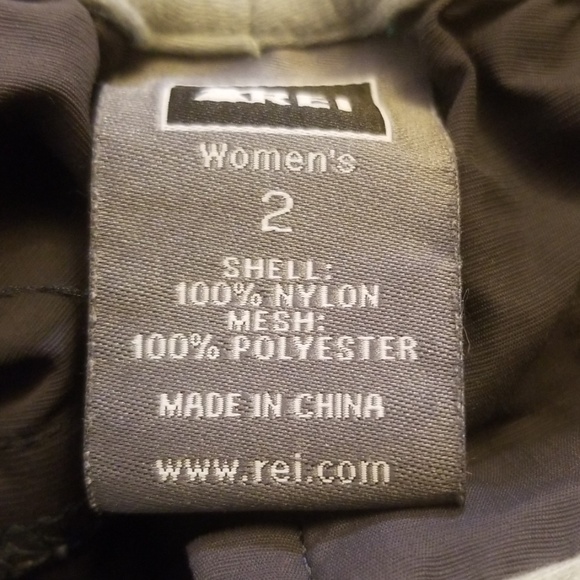 REI
Women's
2
SHELL:
100% NYLON
MESH:
100% POLYESTER
MADE IN CHINA
www.rei.com